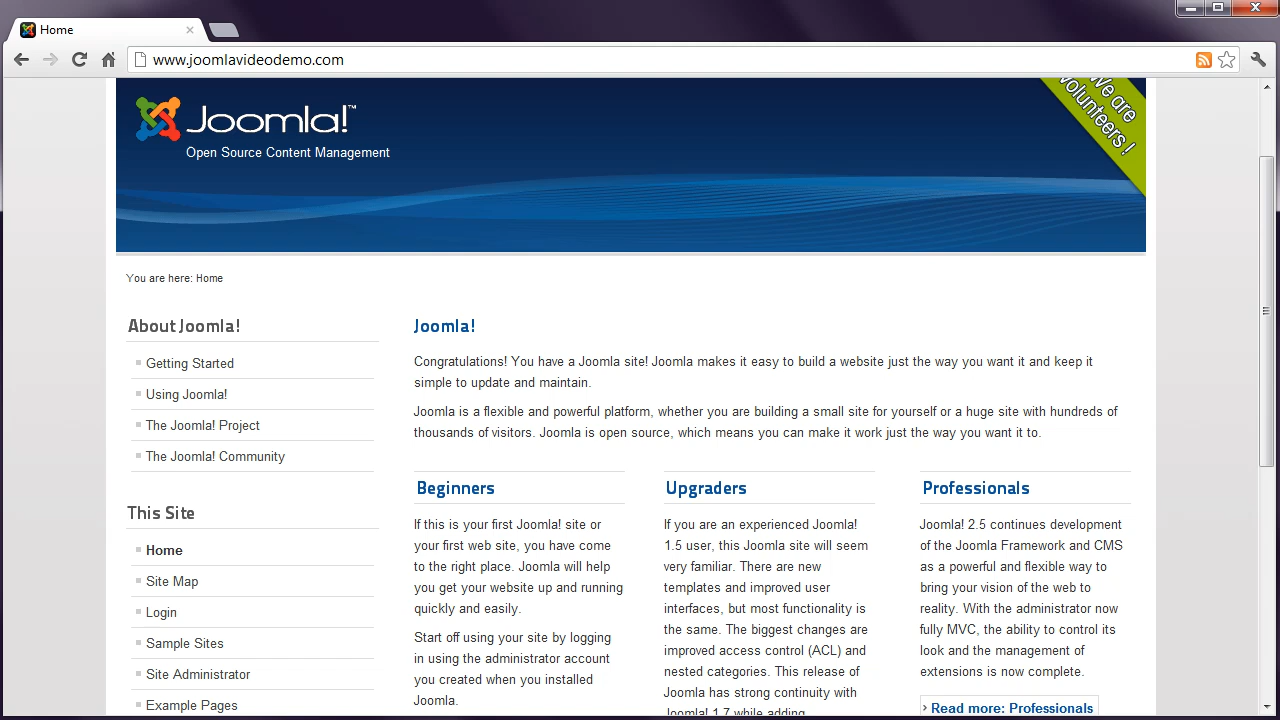 Home
www.joomlavideodemo.com
Joomla!™
Open Source Content Management
We are
volunteers !
You are here: Home
About Joomla!
Getting Started
Using Joomla!
The Joomla! Project
The Joomla! Community
This Site
Home
Site Map
Login
Sample Sites
Site Administrator
Example Pages
Joomla!
Congratulations! You have a Joomla site! Joomla makes it easy to build a website just the way you want it and keep it
simple to update and maintain.
Joomla is a flexible and powerful platform, whether you are building a small site for yourself or a huge site with hundreds of
thousands of visitors. Joomla is open source, which means you can make it work just the way you want it to.
Beginners
If this is your first Joomla! site or
your first web site, you have come
to the right place. Joomla will help
you get your website up and running
quickly and easily.
Start off using your site by logging
in using the administrator account
you created when you installed
Joomla.
Upgraders
If you are an experienced Joomla!
1.5 user, this Joomla site will seem
very familiar. There are new
templates and improved user
interfaces, but most functionality is
the same. The biggest changes are
improved access control (ACL) and
nested categories. This release of
Joomla has strong continuity with
Joomla! 1.7 while adding
Professionals
Joomla! 2.5 continues development
of the Joomla Framework and CMS
as a powerful and flexible way to
bring your vision of the web to
reality. With the administrator now
fully MVC, the ability to control its
look and the management of
extensions is now complete.
Read more: Professionals